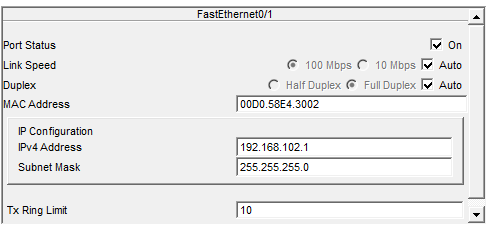 FastEthernet0/1
Port Status On
Link Speed 100 Mbps 10 Mbps Auto
Duplex Half Duplex Full Duplex Auto
MAC Address 00D0.58E4.3002
IP Configuration
IPv4 Address 192.168.102.1
Subnet Mask 255.255.255.0
Tx Ring Limit 10